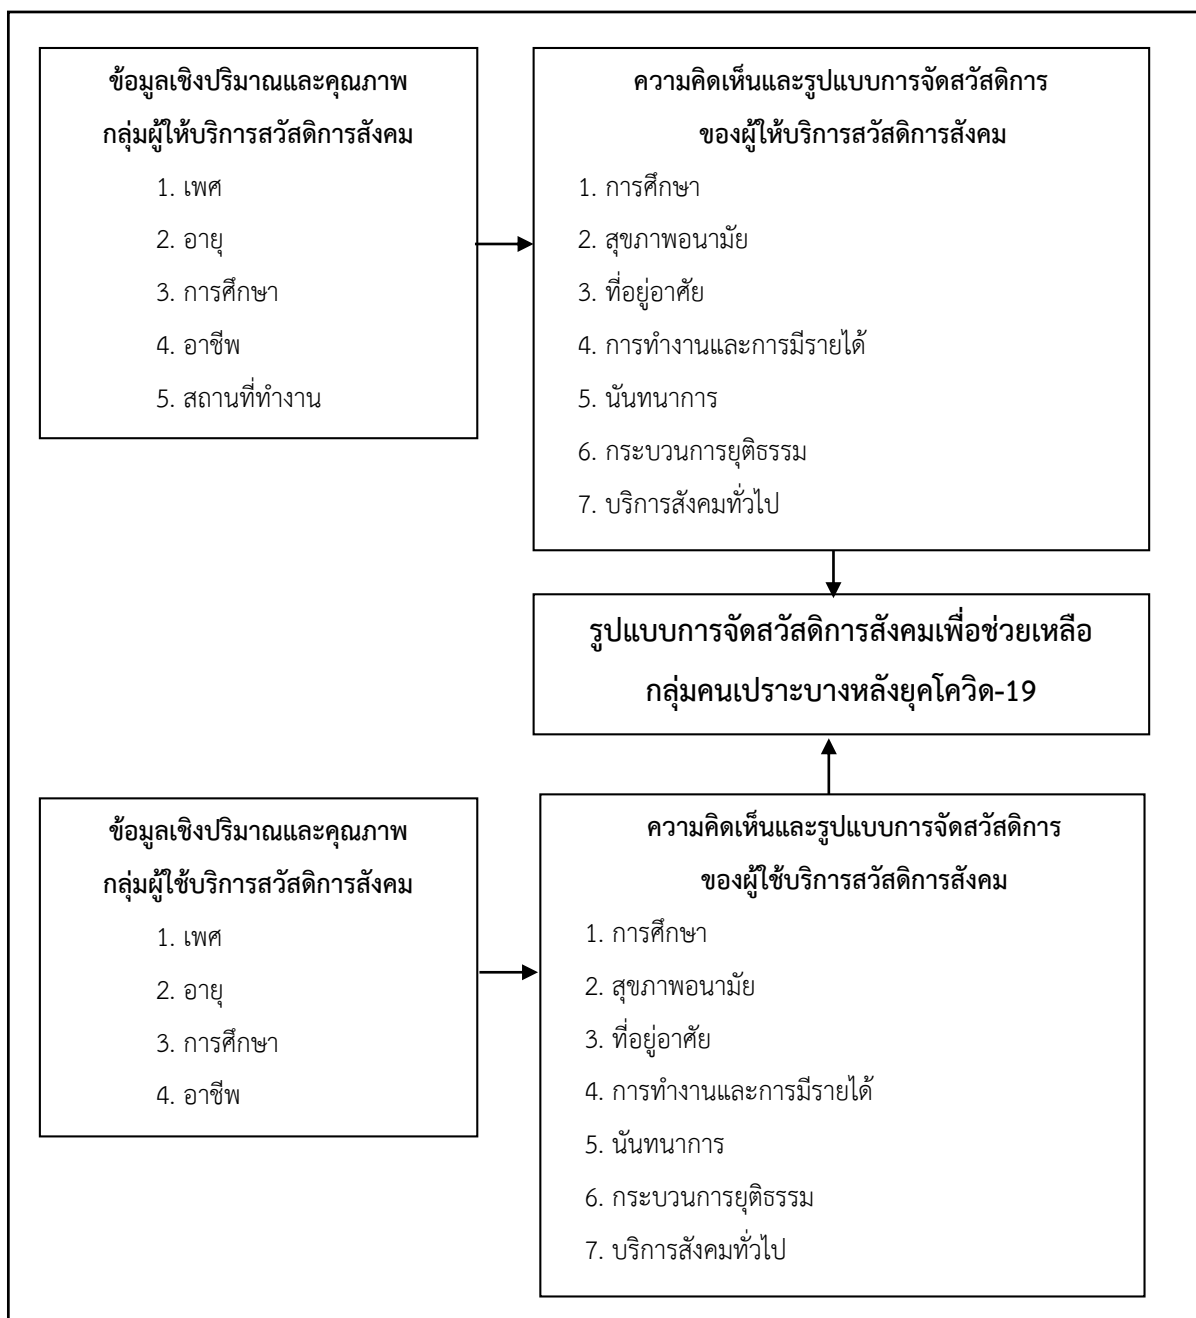 ข้อมูลเชิงปริมาณและคุณภาพ
กลุ่มผู้ให้บริการสวัสดิการสังคม
1. เพศ
2. อายุ
3. การศึกษา
4. อาชีพ
5. สถานที่ทำงาน
ความคิดเห็นและรูปแบบการจัดสวัสดิการ
ของผู้ให้บริการสวัสดิการสังคม
1. การศึกษา
2. สุขภาพอนามัย
3. ที่อยู่อาศัย
4. การทำงานและการมีรายได้
5. นันทนาการ
6. กระบวนการยุติธรรม
7. บริการสังคมทั่วไป
รูปแบบการจัดสวัสดิการสังคมเพื่อช่วยเหลือ
กลุ่มคนเปราะบางหลังยุคโควิด-19
ข้อมูลเชิงปริมาณและคุณภาพ
กลุ่มผู้ใช้บริการสวัสดิการสังคม
1. เพศ
2. อายุ
3. การศึกษา
4. อาชีพ
ความคิดเห็นและรูปแบบการจัดสวัสดิการ
ของผู้ใช้บริการสวัสดิการสังคม
1. การศึกษา
2. สุขภาพอนามัย
3. ที่อยู่อาศัย
4. การทำงานและการมีรายได้
5. นันทนาการ
6. กระบวนการยุติธรรม
7. บริการสังคมทั่วไป